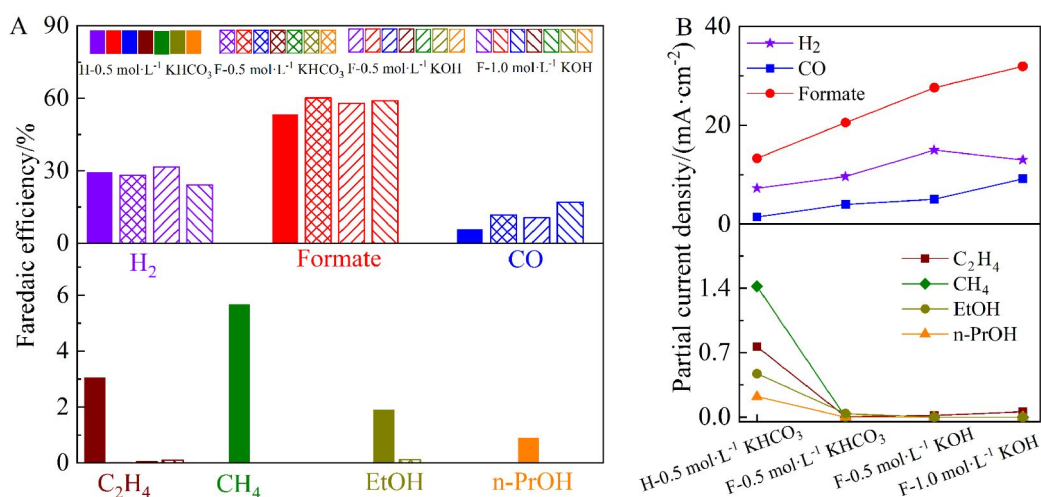 A
90
60
30
0
6
4
2
0
Faredaic efficiency/%
H-0.5 mol·L⁻¹ KHCO₃
F-0.5 mol·L⁻¹ KHCO₃
F-0.5 mol·L⁻¹ KOH
F-1.0 mol·L⁻¹ KOH
H₂
Formate
CO
C₂H₄
CH₄
EtOH
n-PrOH
B
40
20
0
1.4
0.7
0.0
Partial current density/(mA·cm⁻²)
H₂
CO
Formate
C₂H₄
CH₄
EtOH
n-PrOH
H-0.5 mol·L⁻¹ KHCO₃
F-0.5 mol·L⁻¹ KHCO₃
F-0.5 mol·L⁻¹ KOH
F-1.0 mol·L⁻¹ KOH